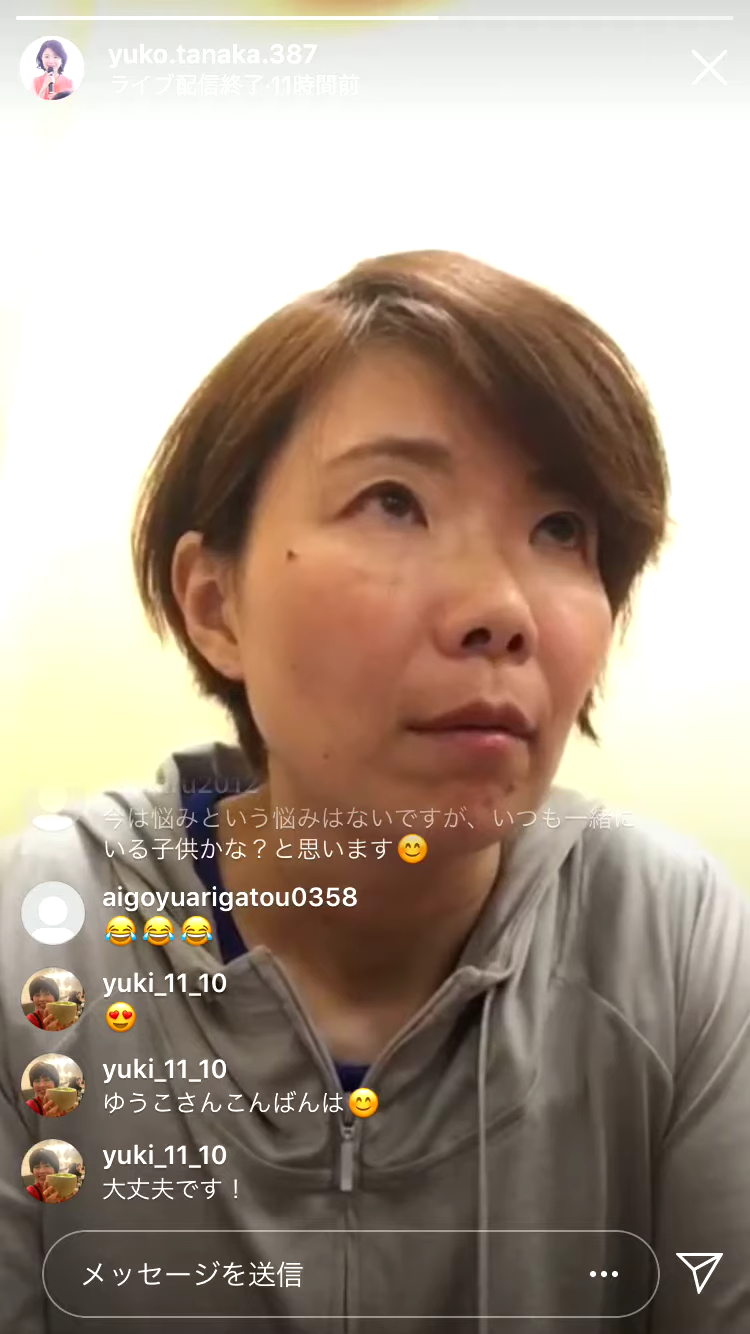 yuko.tanaka.387
ライブ配信終了·11時間前
今は悩みという悩みはないですが、いつも一緒に
いる子供かな？と思います😊
aigoyuarigatou0358
😂😂😂
yuki_11_10
😍
yuki_11_10
ゆうこさんこんばんは😊
yuki_11_10
大丈夫です！
メッセージを送信